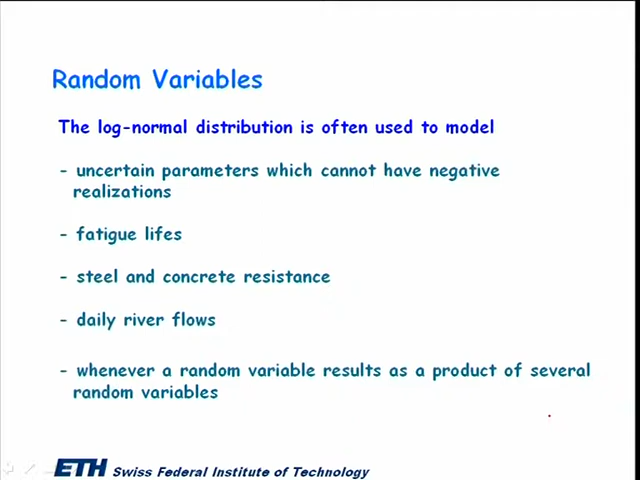 Random Variables
The log-normal distribution is often used to model
- uncertain parameters which cannot have negative
realizations
- fatigue lifes
- steel and concrete resistance
- daily river flows
- whenever a random variable results as a product of several
random variables
ETH Swiss Federal Institute of Technology